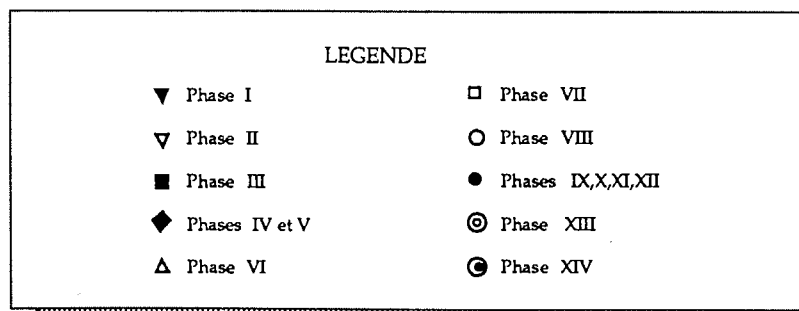 LEGENDE
Phase I
Phase II
Phase III
Phases IV et V
Phase VI
Phase VII
Phase VIII
Phases IX,X,XI,XII
Phase XIII
Phase XIV